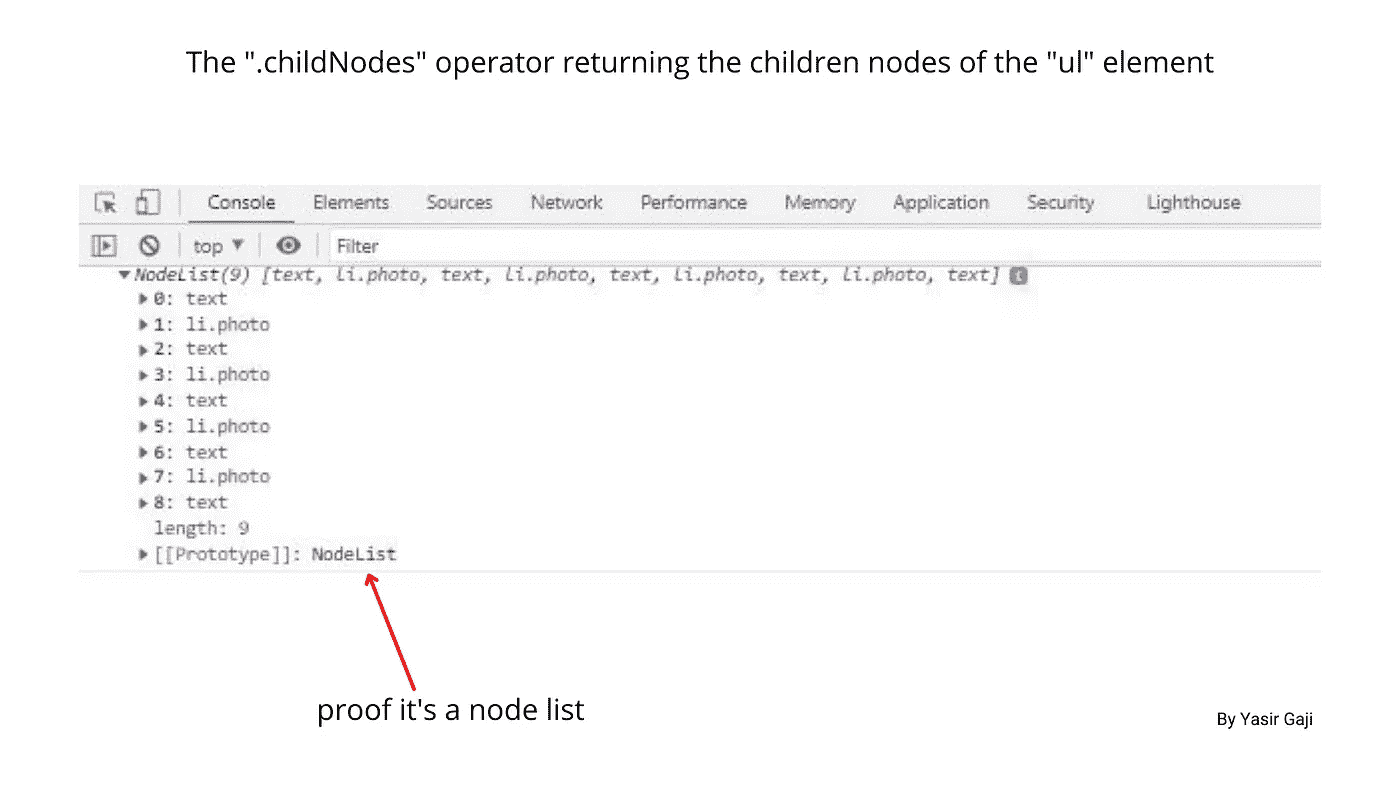 The ".childNodes" operator returning the children nodes of the "ul" element
Console Elements Sources Network Performance Memory Application Security Lighthouse
top Filter
NodeList(9) [text, li.photo, text, li.photo, text, li.photo, text, li.photo, text] i
0: text
1: li.photo
2: text
3: li.photo
4: text
5: li.photo
6: text
7: li.photo
8: text
length: 9
[[Prototype]]: NodeList
proof it's a node list
By Yasir Gaji